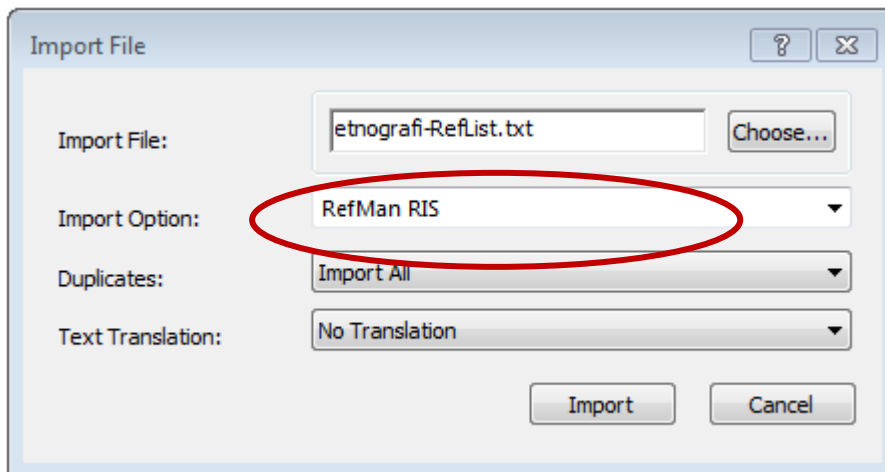 Import File
Import File: etnografi-RefList.txt Choose...
Import Option: RefMan RIS
Duplicates: Import All
Text Translation: No Translation
Import Cancel